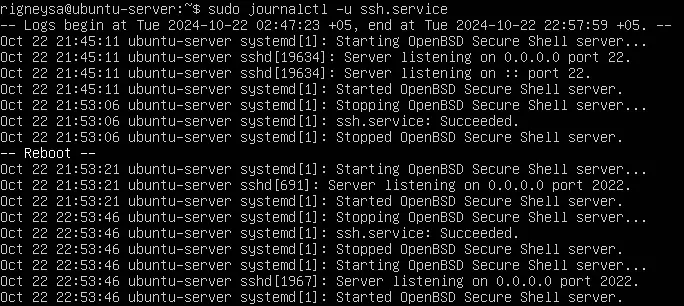 rigneysa@ubuntu-server:~$ sudo journalctl -u ssh.service
-- Logs begin at Tue 2024-10-22 02:47:23 +05, end at Tue 2024-10-22 22:57:59 +05. --
Oct 22 21:45:11 ubuntu-server systemd[1]: Starting OpenBSD Secure Shell server...
Oct 22 21:45:11 ubuntu-server sshd[19634]: Server listening on 0.0.0.0 port 22.
Oct 22 21:45:11 ubuntu-server sshd[19634]: Server listening on :: port 22.
Oct 22 21:45:11 ubuntu-server systemd[1]: Started OpenBSD Secure Shell server.
Oct 22 21:53:06 ubuntu-server systemd[1]: Stopping OpenBSD Secure Shell server...
Oct 22 21:53:06 ubuntu-server systemd[1]: ssh.service: Succeeded.
Oct 22 21:53:06 ubuntu-server systemd[1]: Stopped OpenBSD Secure Shell server.
-- Reboot --
Oct 22 21:53:21 ubuntu-server systemd[1]: Starting OpenBSD Secure Shell server...
Oct 22 21:53:21 ubuntu-server sshd[691]: Server listening on 0.0.0.0 port 2022.
Oct 22 21:53:21 ubuntu-server systemd[1]: Started OpenBSD Secure Shell server.
Oct 22 22:53:46 ubuntu-server systemd[1]: Stopping OpenBSD Secure Shell server...
Oct 22 22:53:46 ubuntu-server systemd[1]: ssh.service: Succeeded.
Oct 22 22:53:46 ubuntu-server systemd[1]: Stopped OpenBSD Secure Shell server.
Oct 22 22:53:46 ubuntu-server systemd[1]: Starting OpenBSD Secure Shell server...
Oct 22 22:53:46 ubuntu-server sshd[1967]: Server listening on 0.0.0.0 port 2022.
Oct 22 22:53:46 ubuntu-server systemd[1]: Started OpenBSD Secure Shell server.